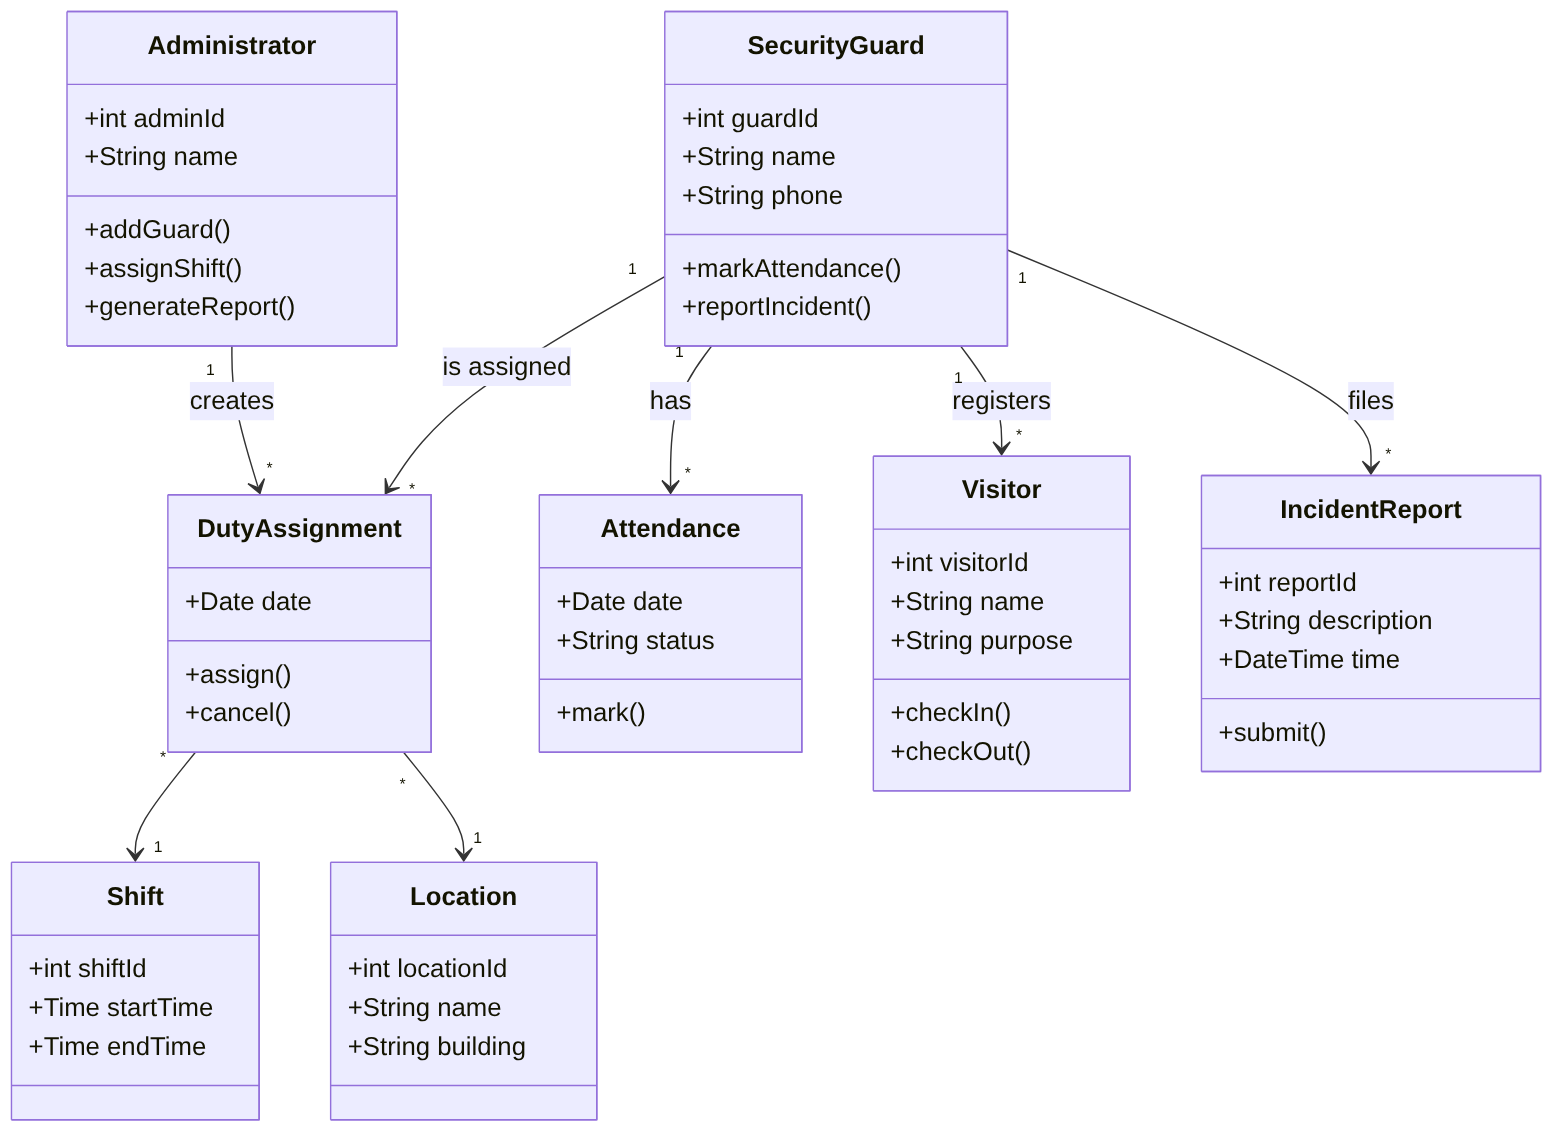 Administrator
+int adminId
+String name
+addGuard()
+assignShift()
+generateReport()
SecurityGuard
+int guardId
+String name
+String phone
+markAttendance()
+reportIncident()
1
creates
*
1
is assigned
*
1
has
*
1
registers
*
1
files
*
DutyAssignment
+Date date
+assign()
+cancel()
Attendance
+Date date
+String status
+mark()
Visitor
+int visitorId
+String name
+String purpose
+checkIn()
+checkOut()
IncidentReport
+int reportId
+String description
+DateTime time
+submit()
*
1
*
1
Shift
+int shiftId
+Time startTime
+Time endTime
Location
+int locationId
+String name
+String building